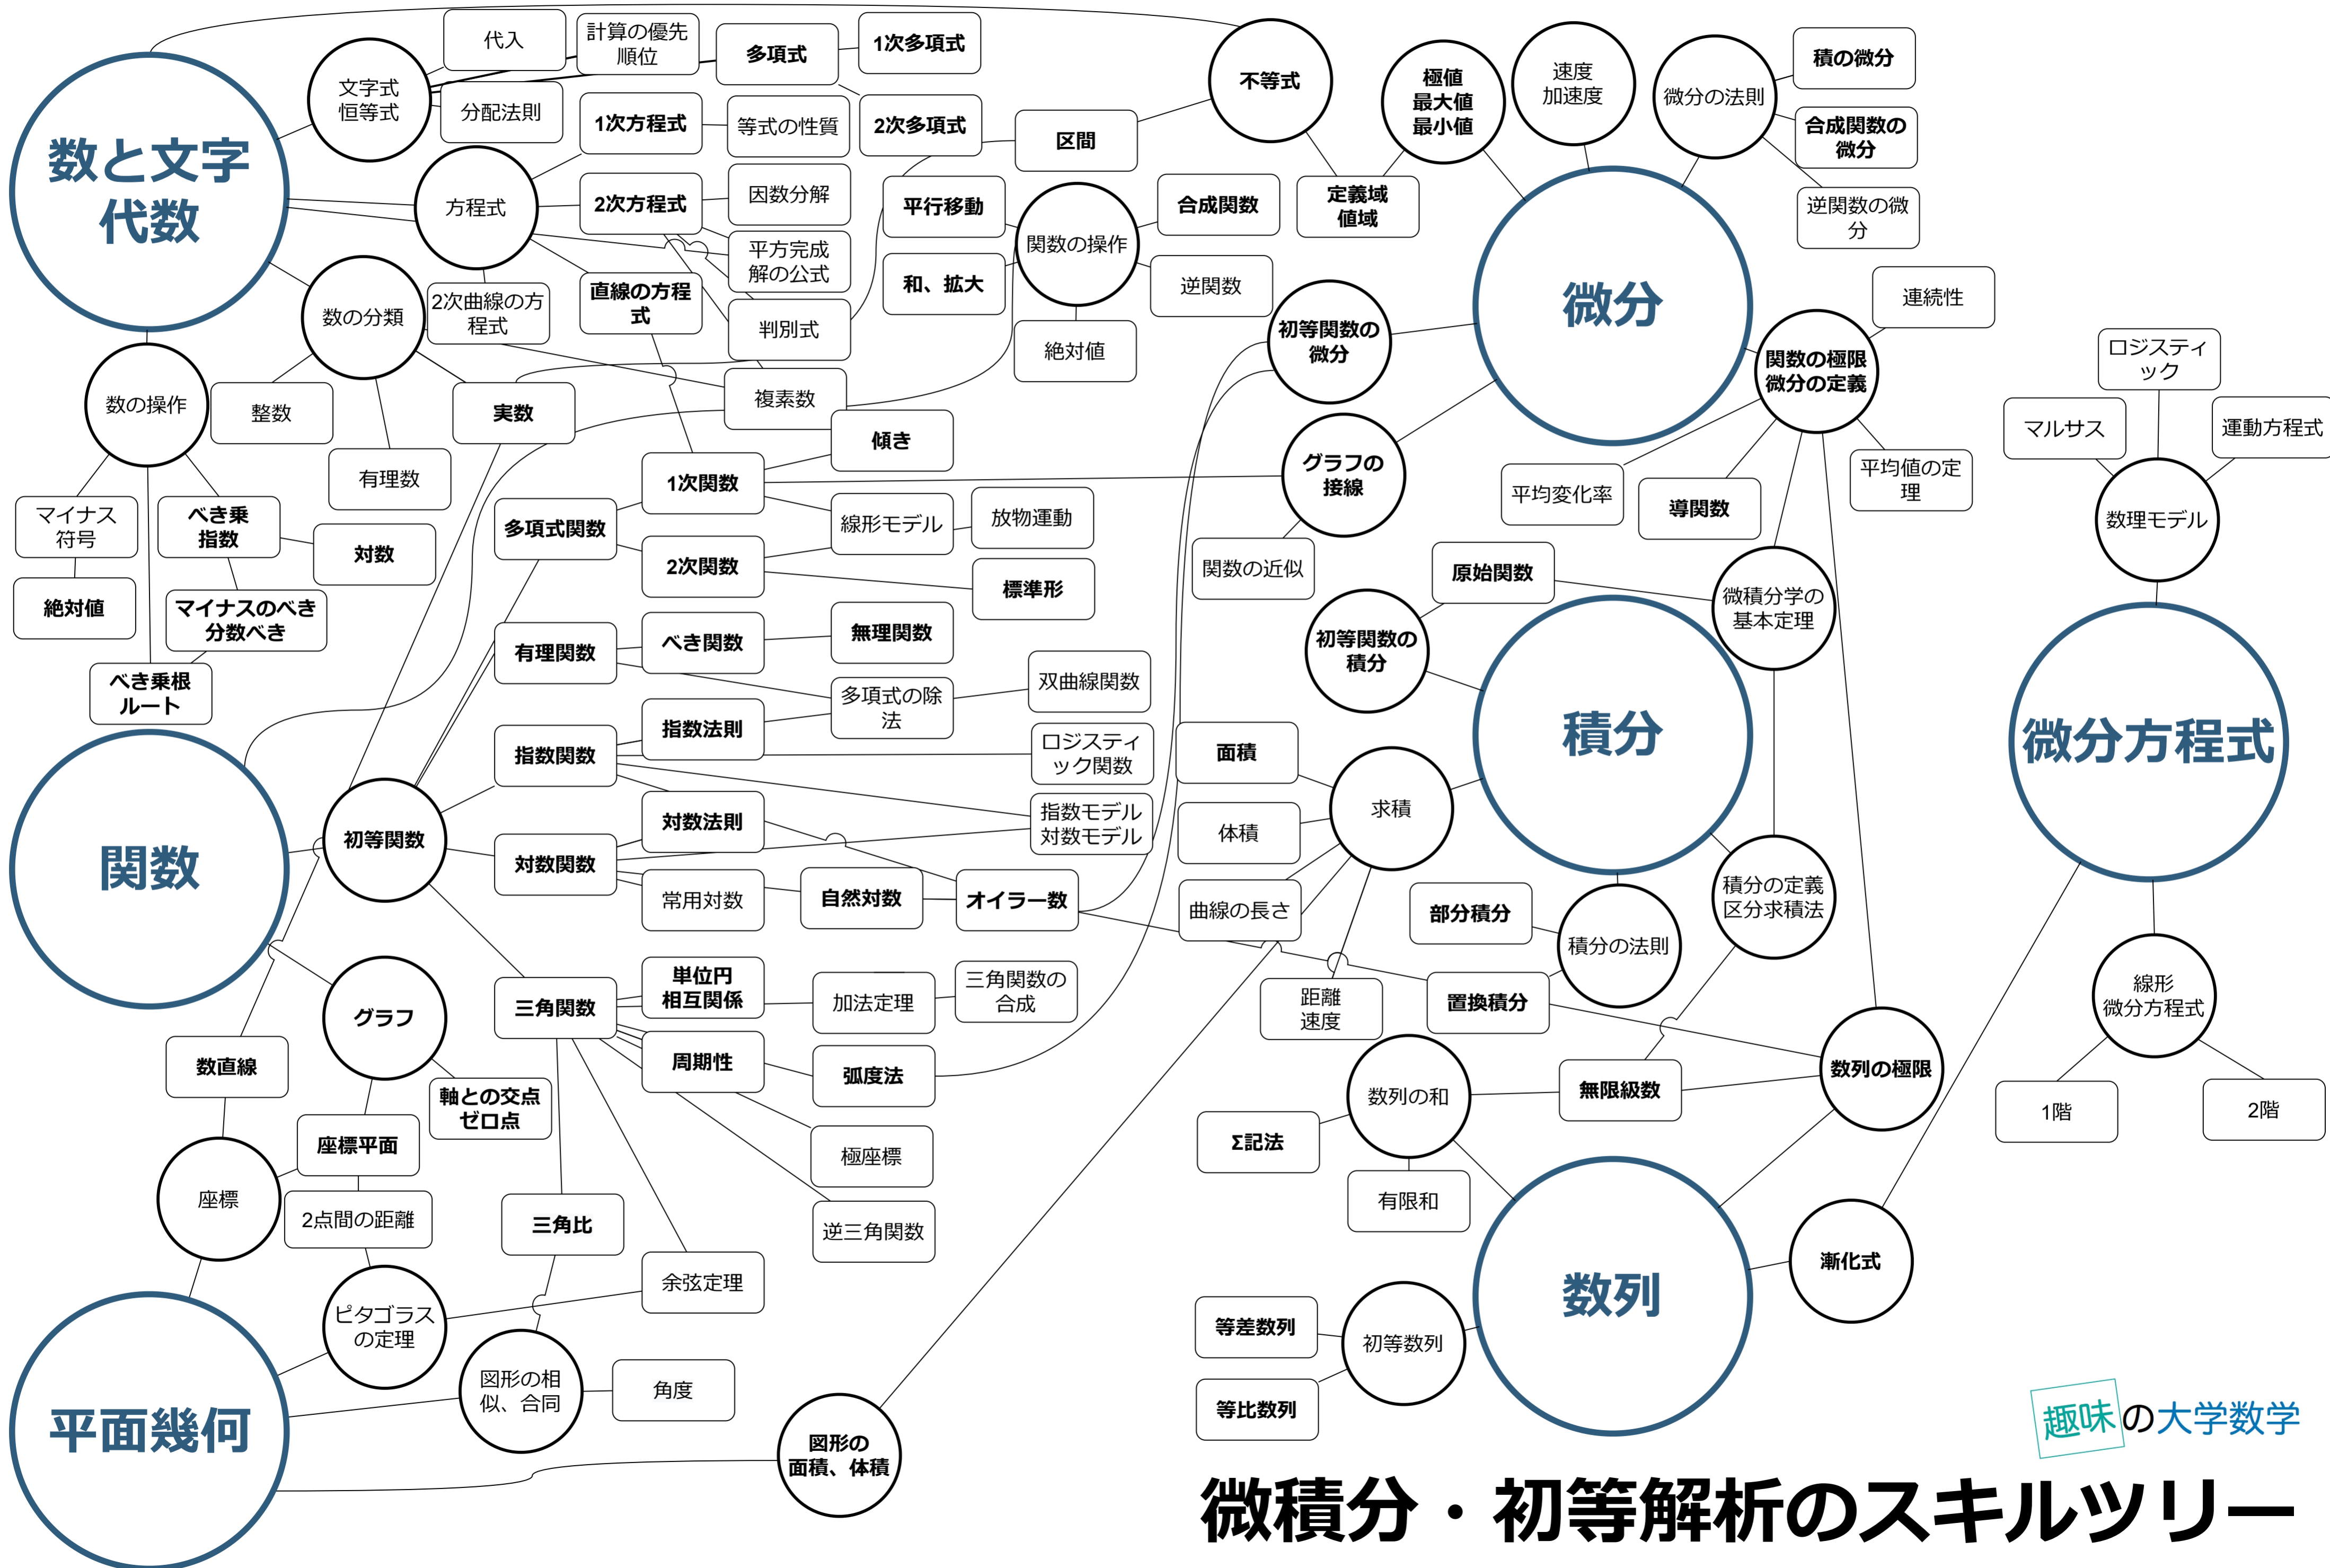 数と文字
代数
文字式
恒等式
代入
計算の優先
順位
分配法則
多項式
1次多項式
2次多項式
方程式
1次方程式
等式の性質
2次方程式
因数分解
平方完成
解の公式
判別式
直線の方程
式
2次曲線の方
程式
複素数
数の分類
整数
有理数
実数
数の操作
マイナス
符号
絶対値
べき乗
指数
対数
マイナスのべき
分数べき
べき乗根
ルート
不等式
区間
定義域
値域
関数の操作
平行移動
和、拡大
合成関数
逆関数
絶対値
関数
初等関数
多項式関数
1次関数
傾き
線形モデル
2次関数
放物運動
標準形
有理関数
べき関数
無理関数
多項式の除
法
双曲線関数
指数関数
指数法則
ロジスティ
ック関数
指数モデル
対数モデル
対数関数
対数法則
常用対数
自然対数
オイラー数
三角関数
単位円
相互関係
加法定理
三角関数の
合成
周期性
弧度法
極座標
逆三角関数
三角比
余弦定理
グラフ
軸との交点
ゼロ点
数直線
座標平面
座標
2点間の距離
平面幾何
ピタゴラス
の定理
図形の相
似、合同
角度
図形の
面積、体積
微分
極値
最大値
最小値
速度
加速度
微分の法則
積の微分
合成関数の
微分
逆関数の微
分
初等関数の
微分
グラフの
接線
関数の近似
関数の極限
微分の定義
連続性
平均変化率
導関数
平均値の定
理
積分
原始関数
初等関数の
積分
微積分学の
基本定理
求積
面積
体積
曲線の長さ
距離
速度
積分の法則
部分積分
置換積分
積分の定義
区分求積法
数列
数列の和
Σ記法
有限和
無限級数
数列の極限
漸化式
初等数列
等差数列
等比数列
微分方程式
数理モデル
マルサス
ロジスティ
ック
運動方程式
線形
微分方程式
1階
2階
趣味の大学数学
微積分・初等解析のスキルツリー